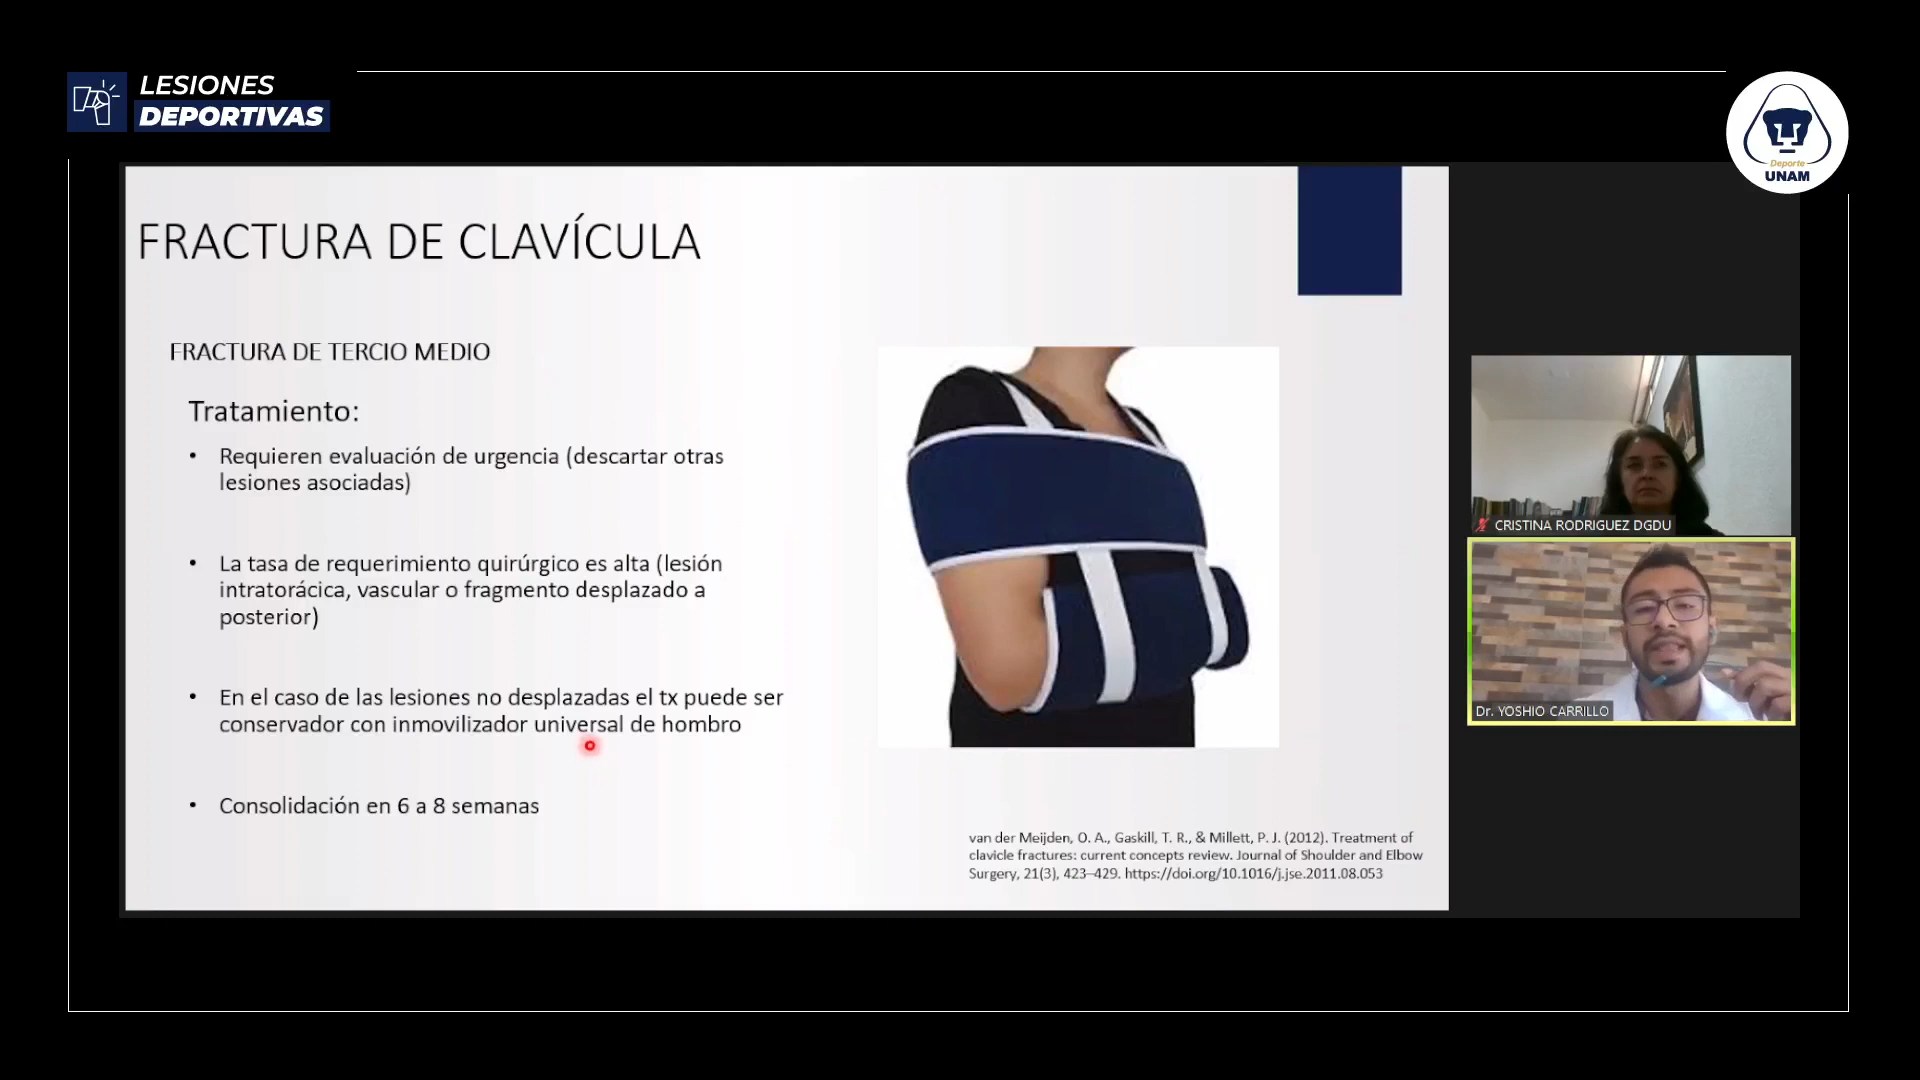 LESIONES
DEPORTIVAS
Deporte
UNAM
FRACTURA DE CLAVÍCULA
FRACTURA DE TERCIO MEDIO
Tratamiento:
• Requieren evaluación de urgencia (descartar otras
lesiones asociadas)
• La tasa de requerimiento quirúrgico es alta (lesión
intratorácica, vascular o fragmento desplazado a
posterior)
• En el caso de las lesiones no desplazadas el tx puede ser
conservador con inmovilizador universal de hombro
• Consolidación en 6 a 8 semanas
van der Meijden, O. A., Gaskill, T. R., & Millett, P. J. (2012). Treatment of
clavicle fractures: current concepts review. Journal of Shoulder and Elbow
Surgery, 21(3), 423–429. https://doi.org/10.1016/j.jse.2011.08.053
CRISTINA RODRIGUEZ DGDU
Dr. YOSHIO CARRILLO